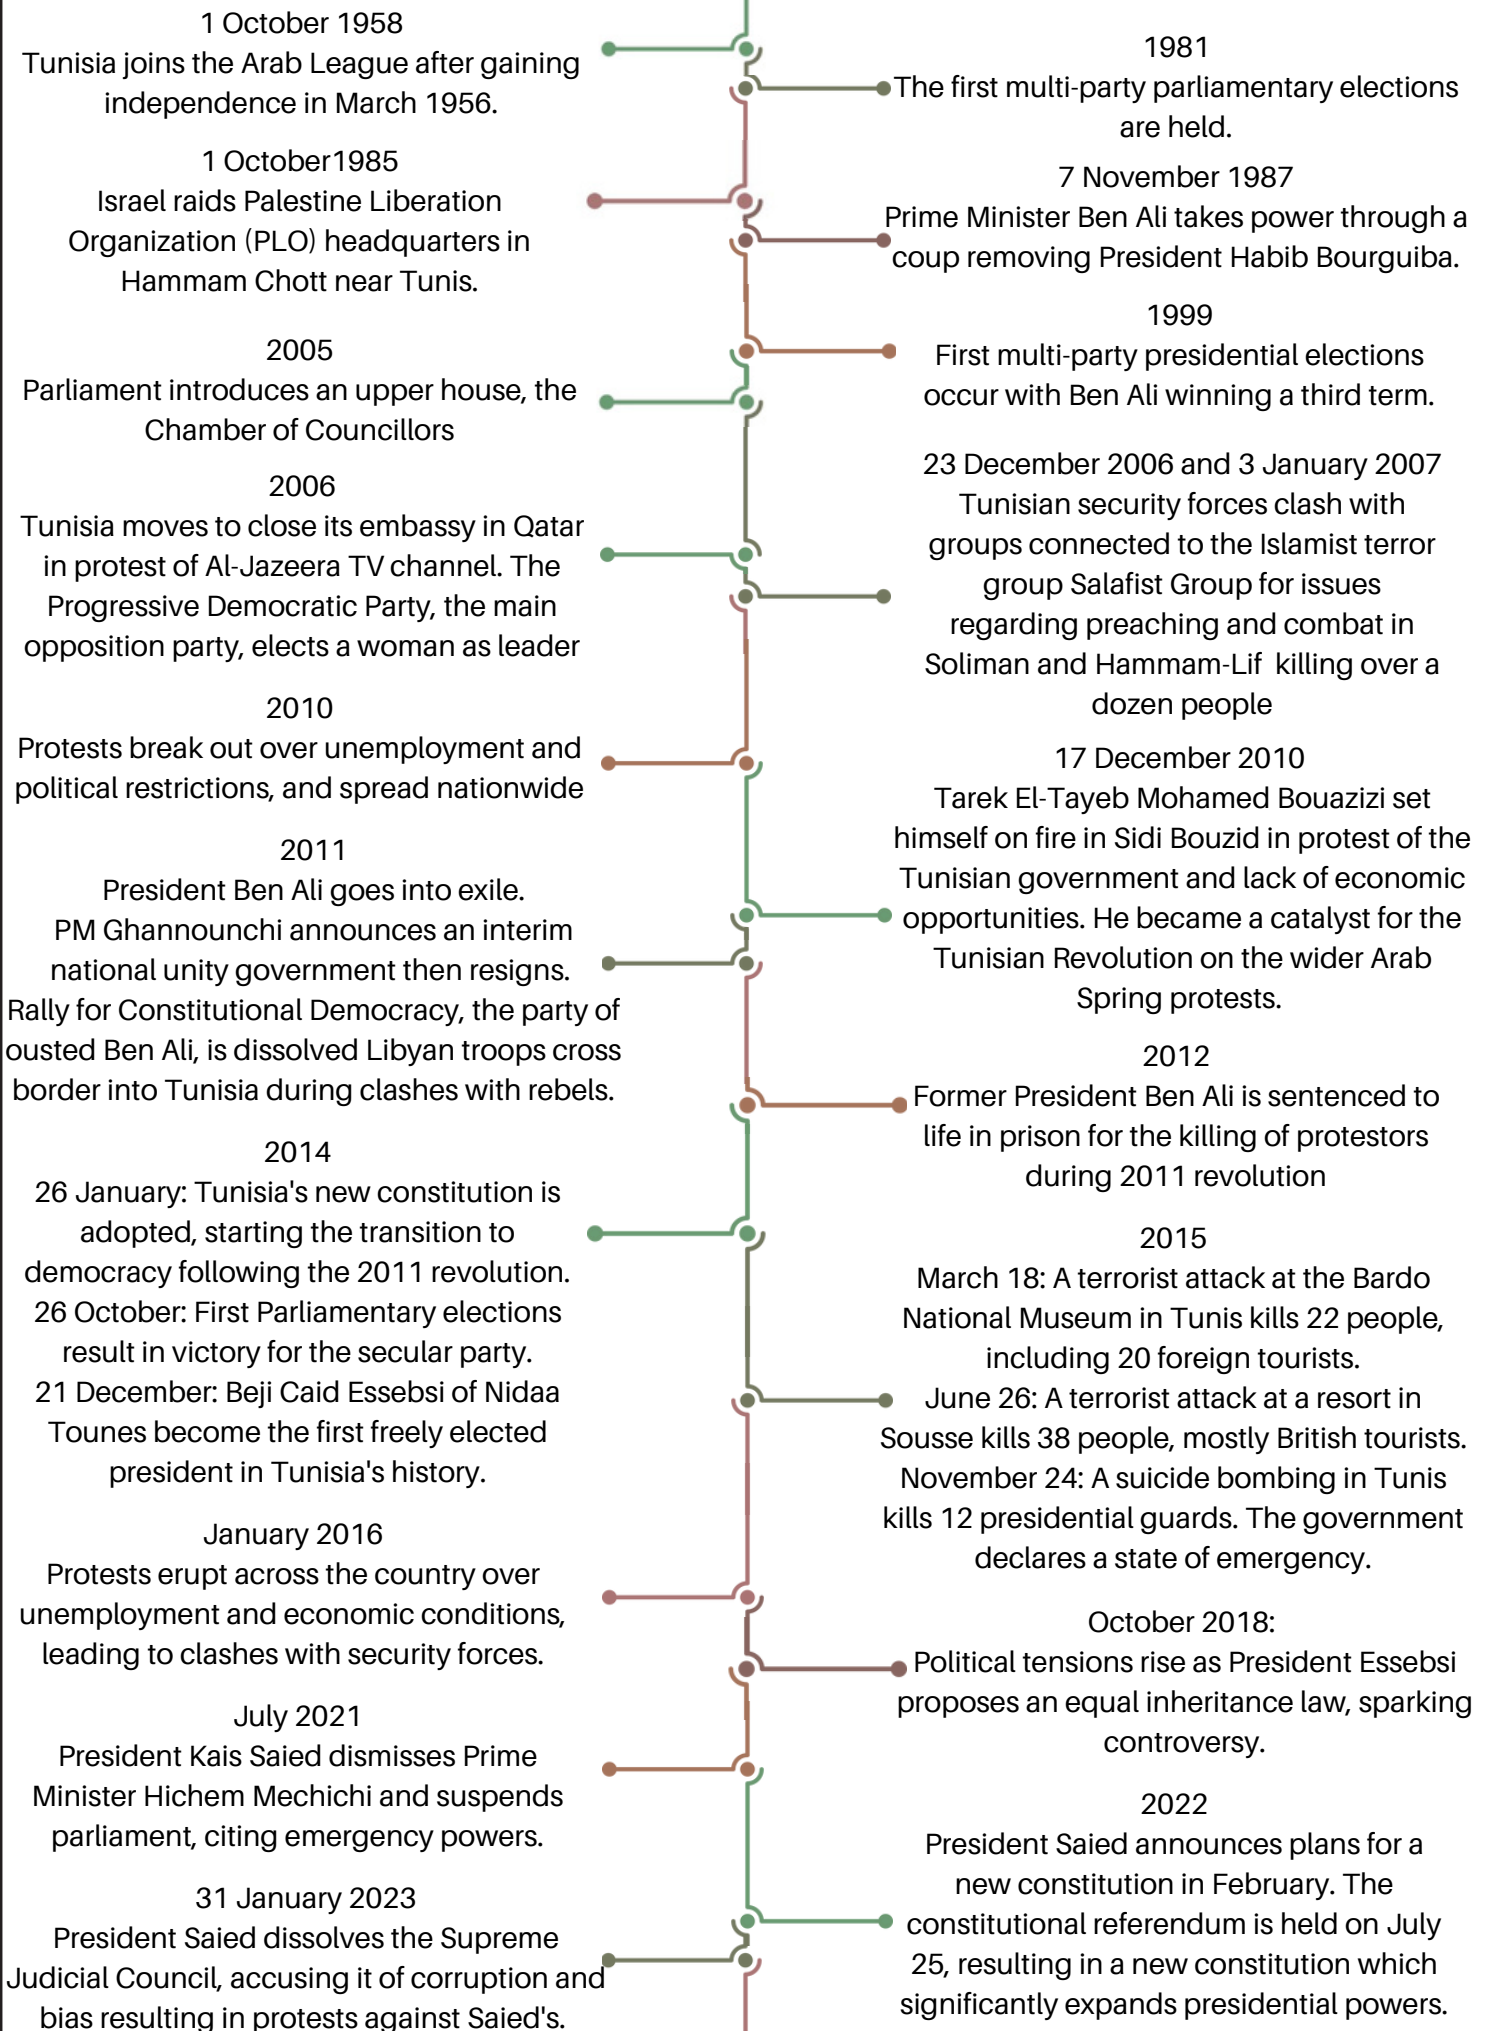 1 October 1958
Tunisia joins the Arab League after gaining
independence in March 1956.
1981
The first multi-party parliamentary elections
are held.
1 October1985
Israel raids Palestine Liberation
Organization (PLO) headquarters in
Hammam Chott near Tunis.
7 November 1987
Prime Minister Ben Ali takes power through a
coup removing President Habib Bourguiba.
1999
First multi-party presidential elections
occur with Ben Ali winning a third term.
2005
Parliament introduces an upper house, the
Chamber of Councillors
2006
Tunisia moves to close its embassy in Qatar
in protest of Al-Jazeera TV channel. The
Progressive Democratic Party, the main
opposition party, elects a woman as leader
23 December 2006 and 3 January 2007
Tunisian security forces clash with
groups connected to the Islamist terror
group Salafist Group for issues
regarding preaching and combat in
Soliman and Hammam-Lif killing over a
dozen people
2010
Protests break out over unemployment and
political restrictions, and spread nationwide
17 December 2010
Tarek El-Tayeb Mohamed Bouazizi set
himself on fire in Sidi Bouzid in protest of the
Tunisian government and lack of economic
opportunities. He became a catalyst for the
Tunisian Revolution on the wider Arab
Spring protests.
2011
President Ben Ali goes into exile.
PM Ghannounchi announces an interim
national unity government then resigns.
Rally for Constitutional Democracy, the party of
ousted Ben Ali, is dissolved Libyan troops cross
border into Tunisia during clashes with rebels.
2012
Former President Ben Ali is sentenced to
life in prison for the killing of protestors
during 2011 revolution
2014
26 January: Tunisia's new constitution is
adopted, starting the transition to
democracy following the 2011 revolution.
26 October: First Parliamentary elections
result in victory for the secular party.
21 December: Beji Caid Essebsi of Nidaa
Tounes become the first freely elected
president in Tunisia's history.
2015
March 18: A terrorist attack at the Bardo
National Museum in Tunis kills 22 people,
including 20 foreign tourists.
June 26: A terrorist attack at a resort in
Sousse kills 38 people, mostly British tourists.
November 24: A suicide bombing in Tunis
kills 12 presidential guards. The government
declares a state of emergency.
January 2016
Protests erupt across the country over
unemployment and economic conditions,
leading to clashes with security forces.
October 2018:
Political tensions rise as President Essebsi
proposes an equal inheritance law, sparking
controversy.
July 2021
President Kais Saied dismisses Prime
Minister Hichem Mechichi and suspends
parliament, citing emergency powers.
2022
President Saied announces plans for a
new constitution in February. The
constitutional referendum is held on July
25, resulting in a new constitution which
significantly expands presidential powers.
31 January 2023
President Saied dissolves the Supreme
Judicial Council, accusing it of corruption and
bias resulting in protests against Saied's.